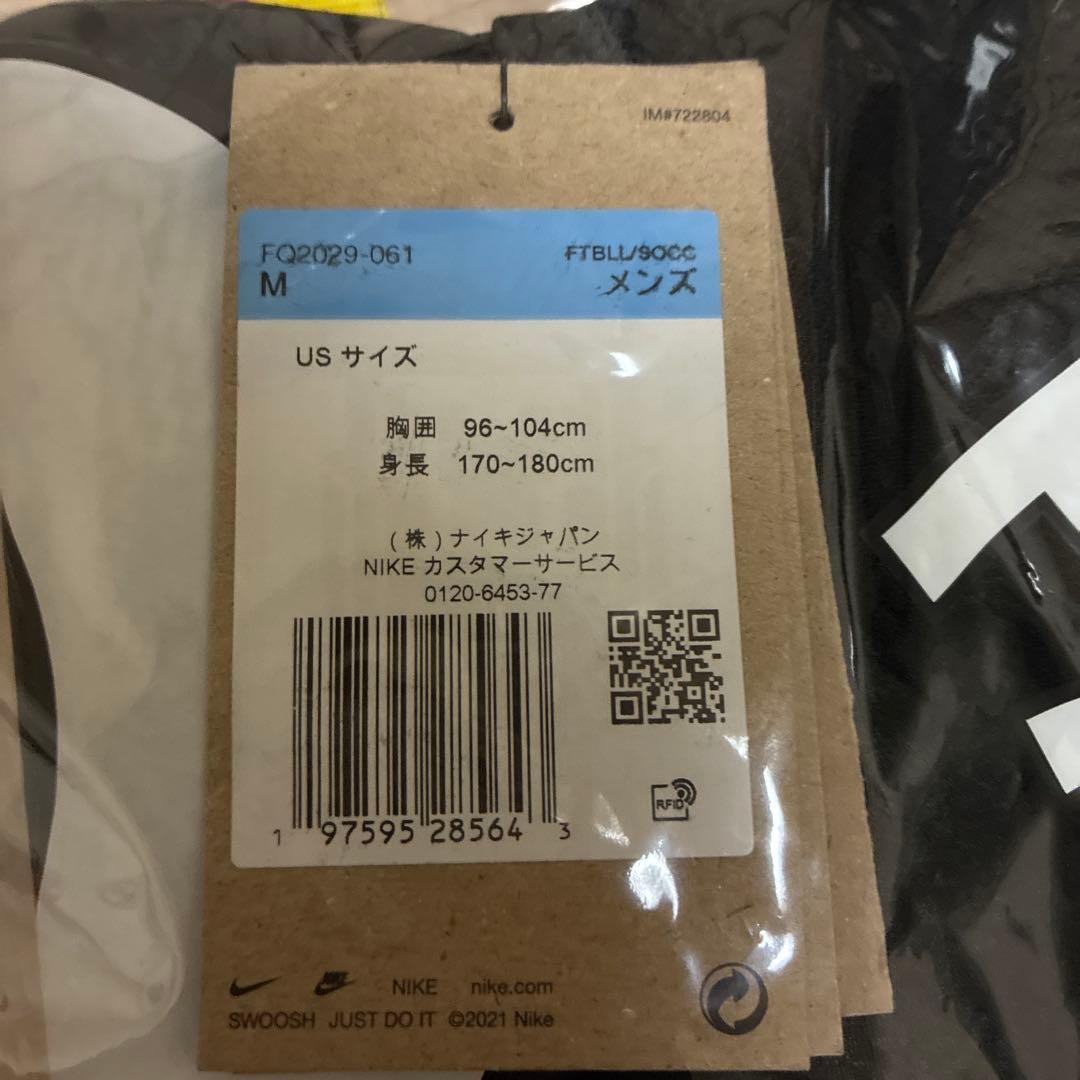 IM#722804
FQ2029-061
FTBLL/SOCC
M
メンズ
US サイズ
胸囲 96~104cm
身長 170~180cm
(株)ナイキジャパン
NIKE カスタマーサービス
0120-6453-77
RFID
1 97595 28564 3
NIKE nike.com
SWOOSH JUST DO IT ©2021 Nike